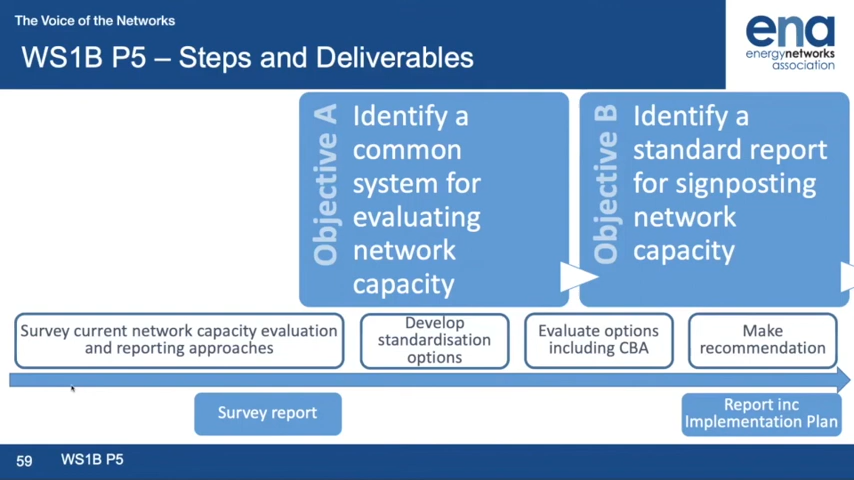 The Voice of the Networks
WS1B P5 – Steps and Deliverables
ena
energynetworks
association
Objective A
Identify a
common
system for
evaluating
network
capacity
Objective B
Identify a
standard report
for signposting
network
capacity
Survey current network capacity evaluation
and reporting approaches
Develop
standardisation
options
Evaluate options
including CBA
Make
recommendation
Survey report
Report inc
Implementation Plan
59
WS1B P5